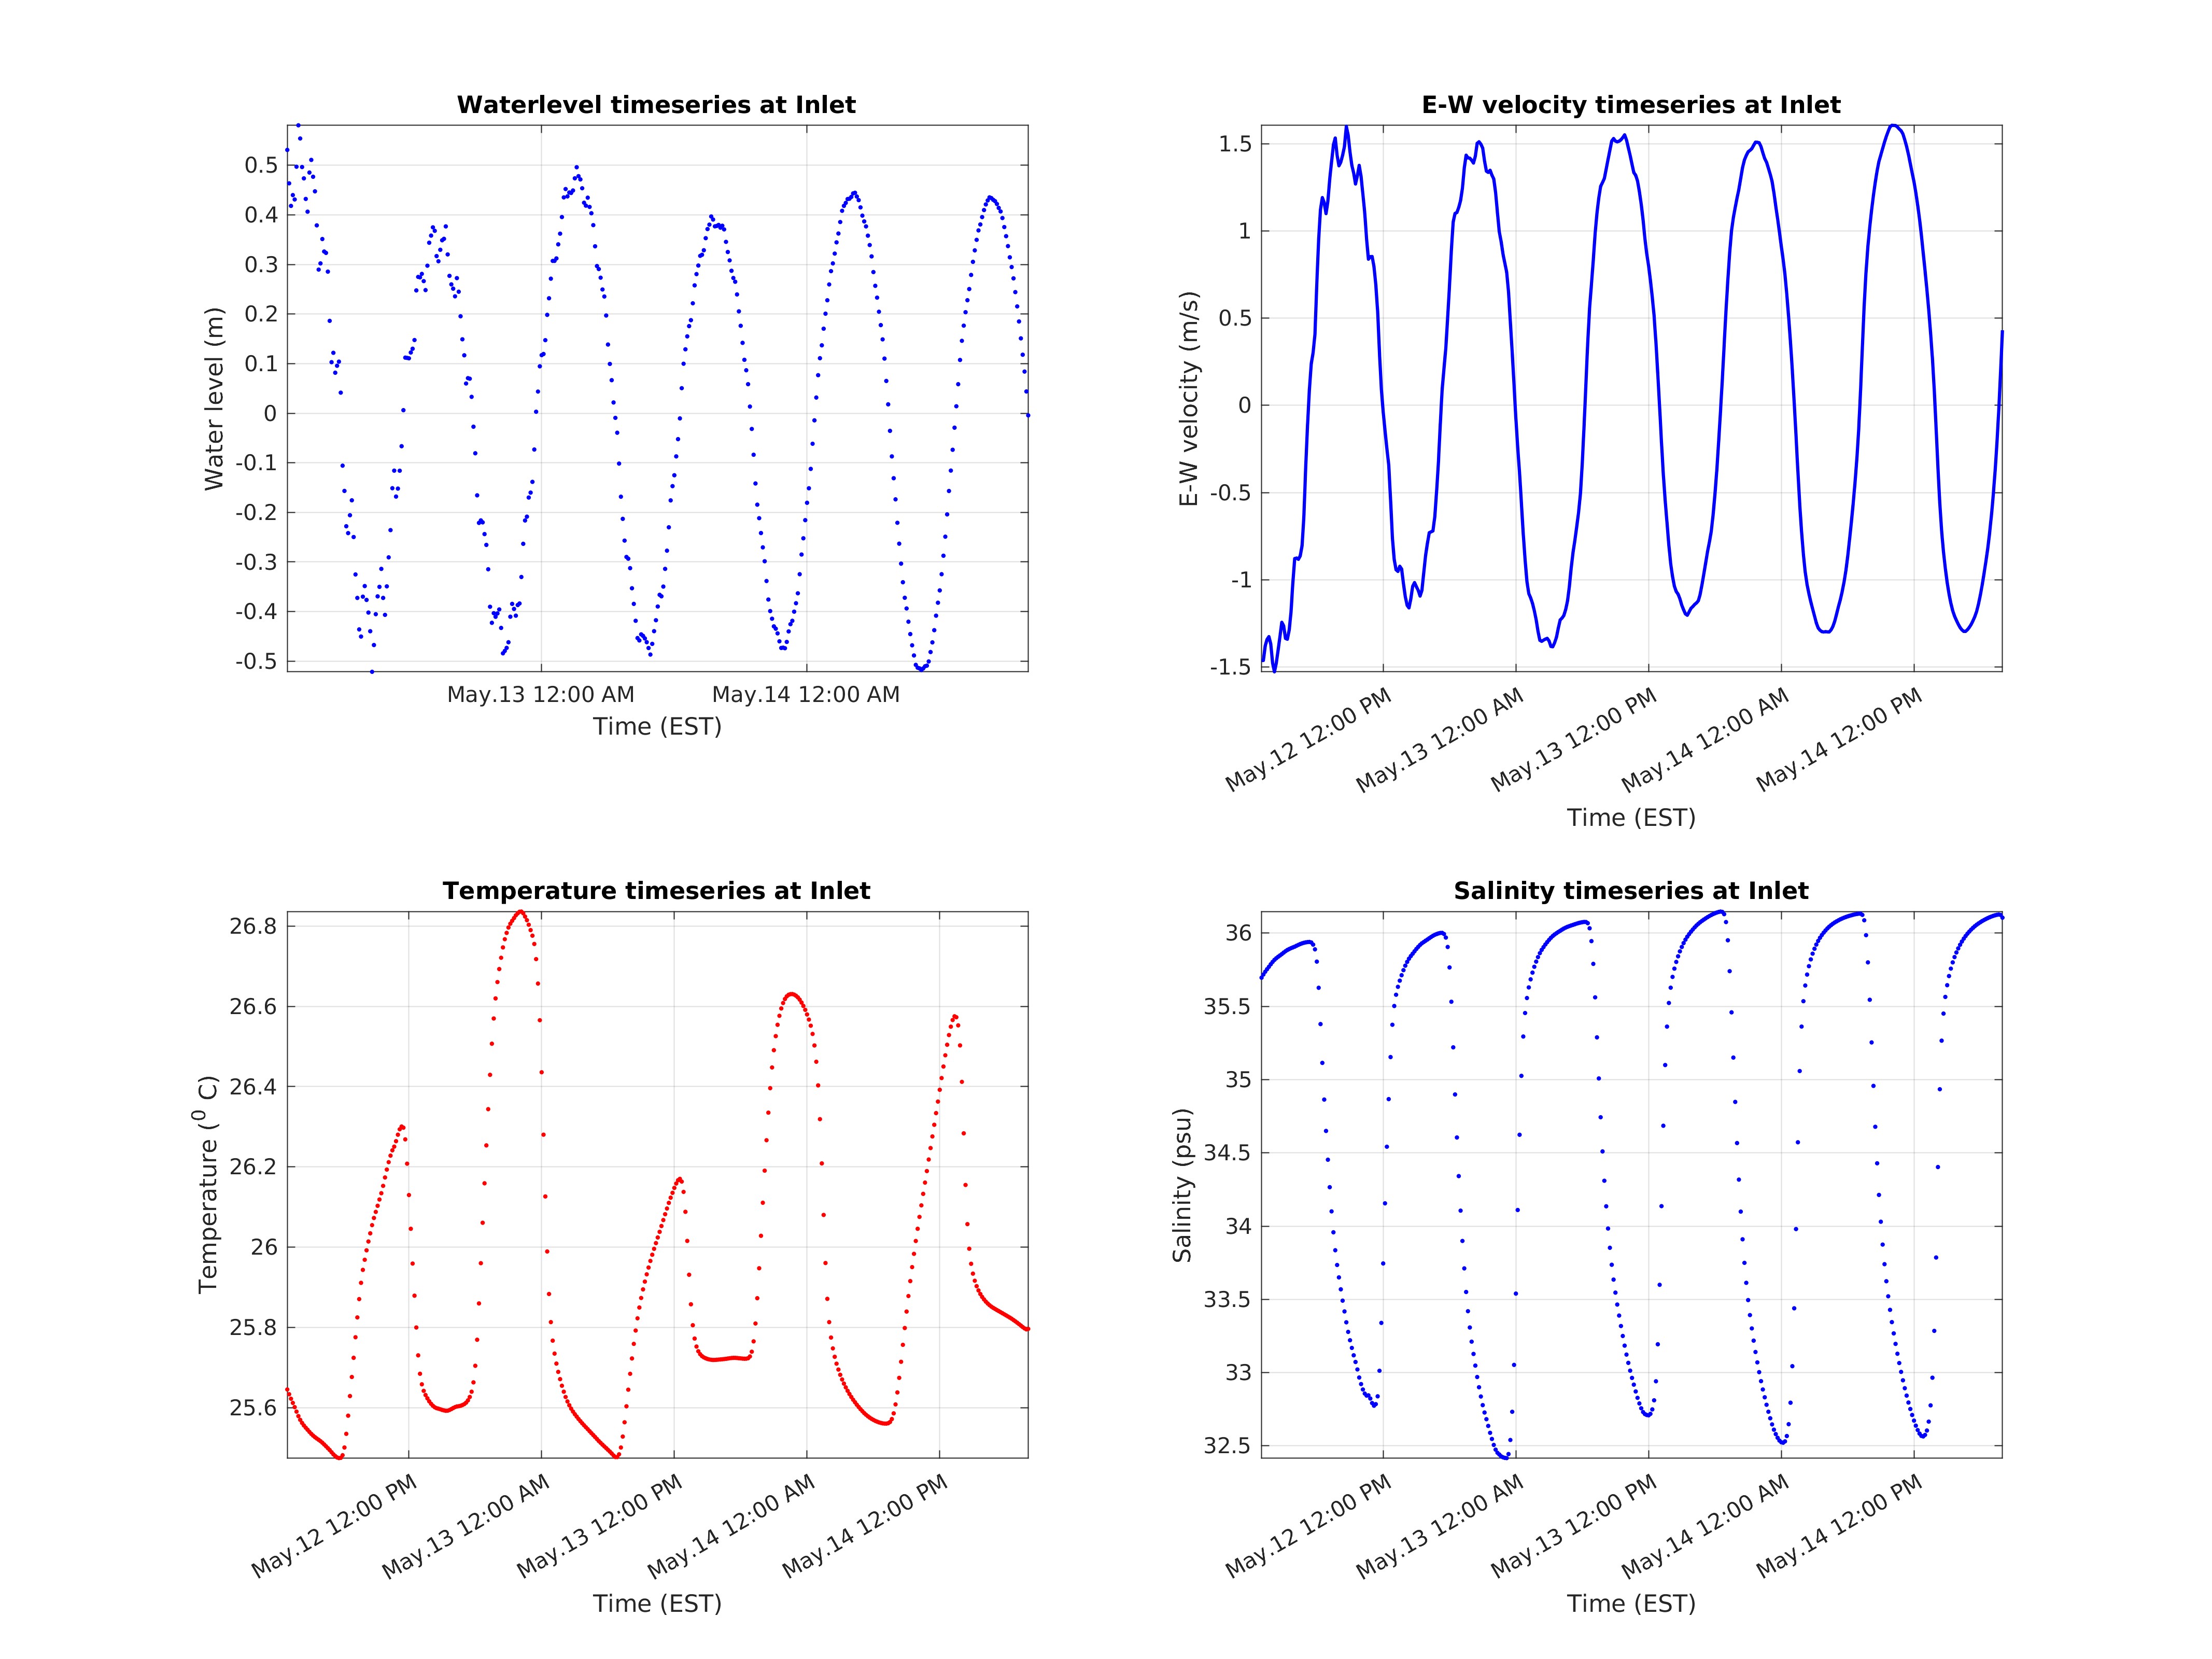 Waterlevel timeseries at Inlet
0.5
0.4
0.3
0.2
0.1
0
-0.1
-0.2
-0.3
-0.4
-0.5
Water level (m)
May.13 12:00 AM
May.14 12:00 AM
Time (EST)
E-W velocity timeseries at Inlet
1.5
1
0.5
0
-0.5
-1
-1.5
E-W velocity (m/s)
May.12 12:00 PM
May.13 12:00 AM
May.13 12:00 PM
May.14 12:00 AM
May.14 12:00 PM
Time (EST)
Temperature timeseries at Inlet
26.8
26.6
26.4
26.2
26
25.8
25.6
Temperature (⁰ C)
May.12 12:00 PM
May.13 12:00 AM
May.13 12:00 PM
May.14 12:00 AM
May.14 12:00 PM
Time (EST)
Salinity timeseries at Inlet
36
35.5
35
34.5
34
33.5
33
32.5
Salinity (psu)
May.12 12:00 PM
May.13 12:00 AM
May.13 12:00 PM
May.14 12:00 AM
May.14 12:00 PM
Time (EST)